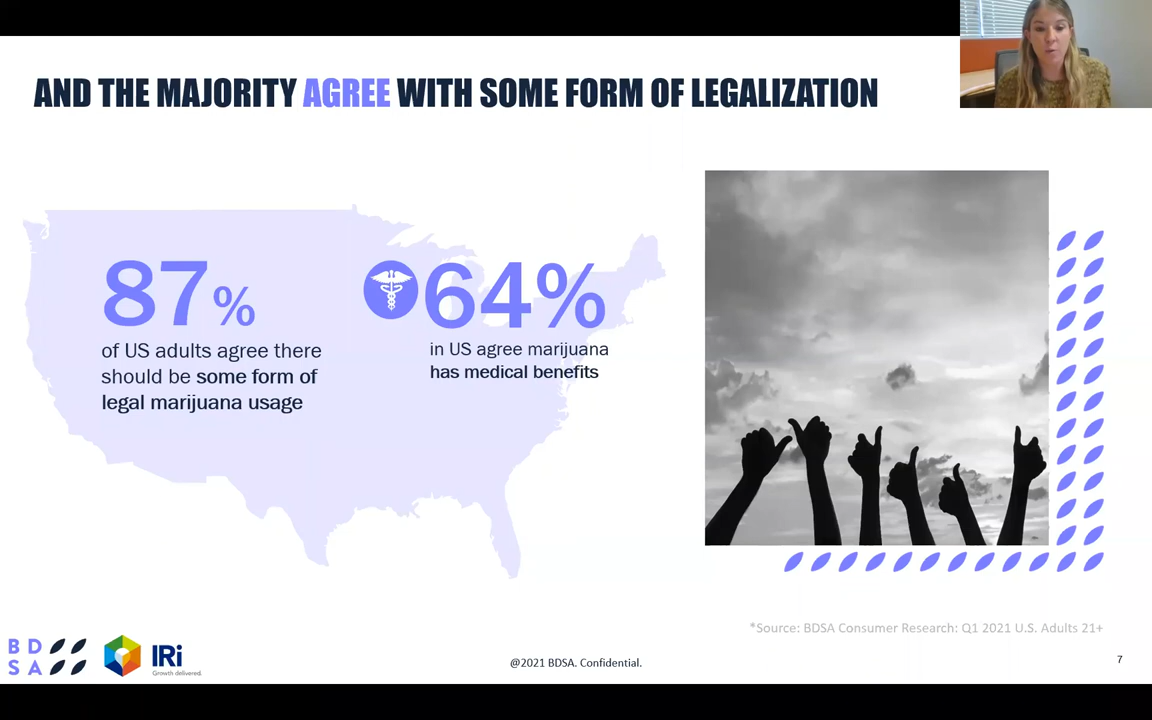 AND THE MAJORITY AGREE WITH SOME FORM OF LEGALIZATION
87%
of US adults agree there
should be some form of
legal marijuana usage
64%
in US agree marijuana
has medical benefits
*Source: BDSA Consumer Research: Q1 2021 U.S. Adults 21+
B D
S A
IRi
Growth delivered.
@2021 BDSA. Confidential.
7